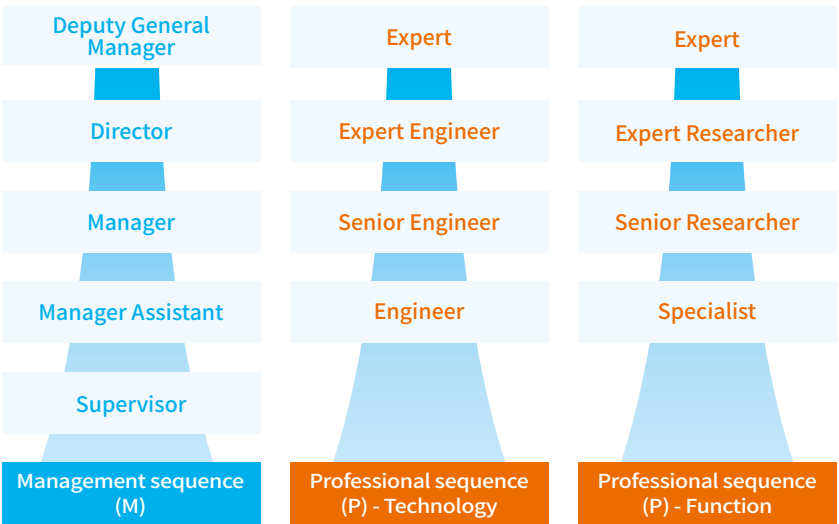 Deputy General
Manager
Director
Manager
Manager Assistant
Supervisor
Management sequence
(M)
Expert
Expert Engineer
Senior Engineer
Engineer
Professional sequence
(P) - Technology
Expert
Expert Researcher
Senior Researcher
Specialist
Professional sequence
(P) - Function